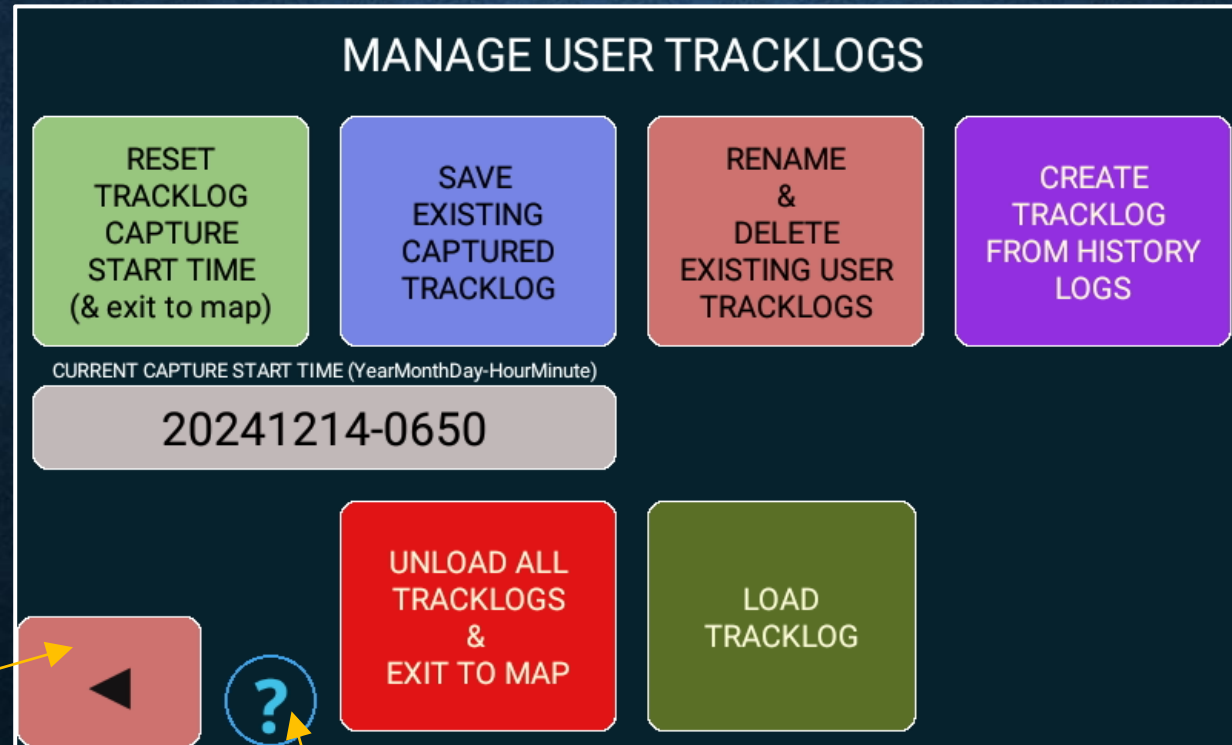 MANAGE USER TRACKLOGS
RESET
TRACKLOG
CAPTURE
START TIME
(& exit to map)
SAVE
EXISTING
CAPTURED
TRACKLOG
RENAME
&
DELETE
EXISTING USER
TRACKLOGS
CREATE
TRACKLOG
FROM HISTORY
LOGS
CURRENT CAPTURE START TIME (YearMonthDay-HourMinute)
20241214-0650
UNLOAD ALL
TRACKLOGS
&
EXIT TO MAP
LOAD
TRACKLOG
?